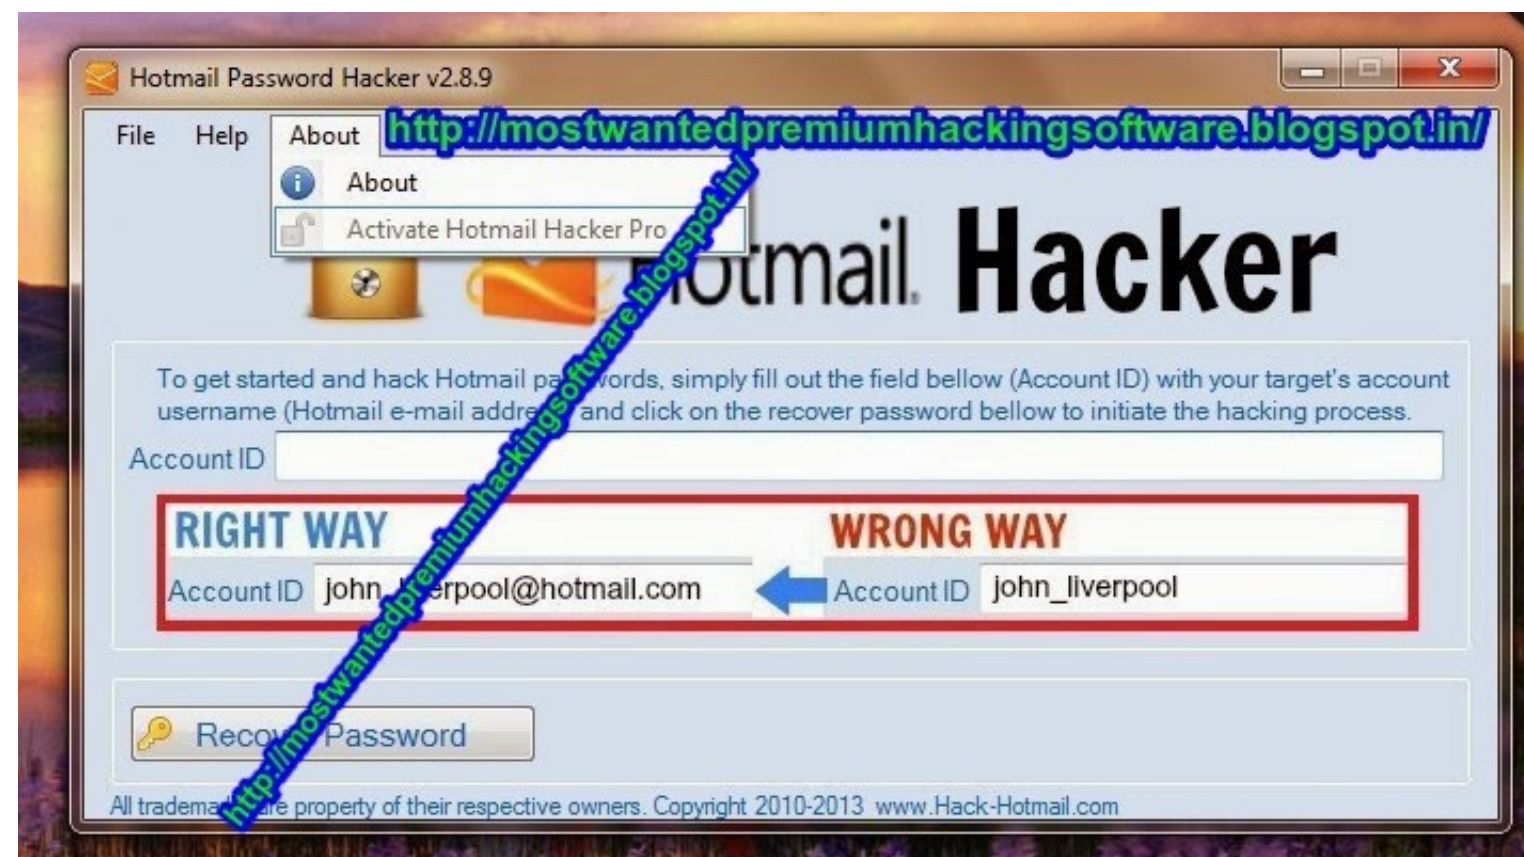 Hotmail Password Hacker v2.8.9
File Help About http://mostwantedpremiumhackingsoftware.blogspot.in/
About
Activate Hotmail Hacker Pro
http://mostwantedpremiumhackingsoftware.blogspot.in/
Hotmail. Hacker
To get started and hack Hotmail passwords, simply fill out the field bellow (Account ID) with your target's account
username (Hotmail e-mail address) and click on the recover password bellow to initiate the hacking process.
Account ID
RIGHT WAY WRONG WAY
Account ID john_liverpool@hotmail.com Account ID john_liverpool
Recover Password
All trademarks are property of their respective owners. Copyright 2010-2013 www.Hack-Hotmail.com